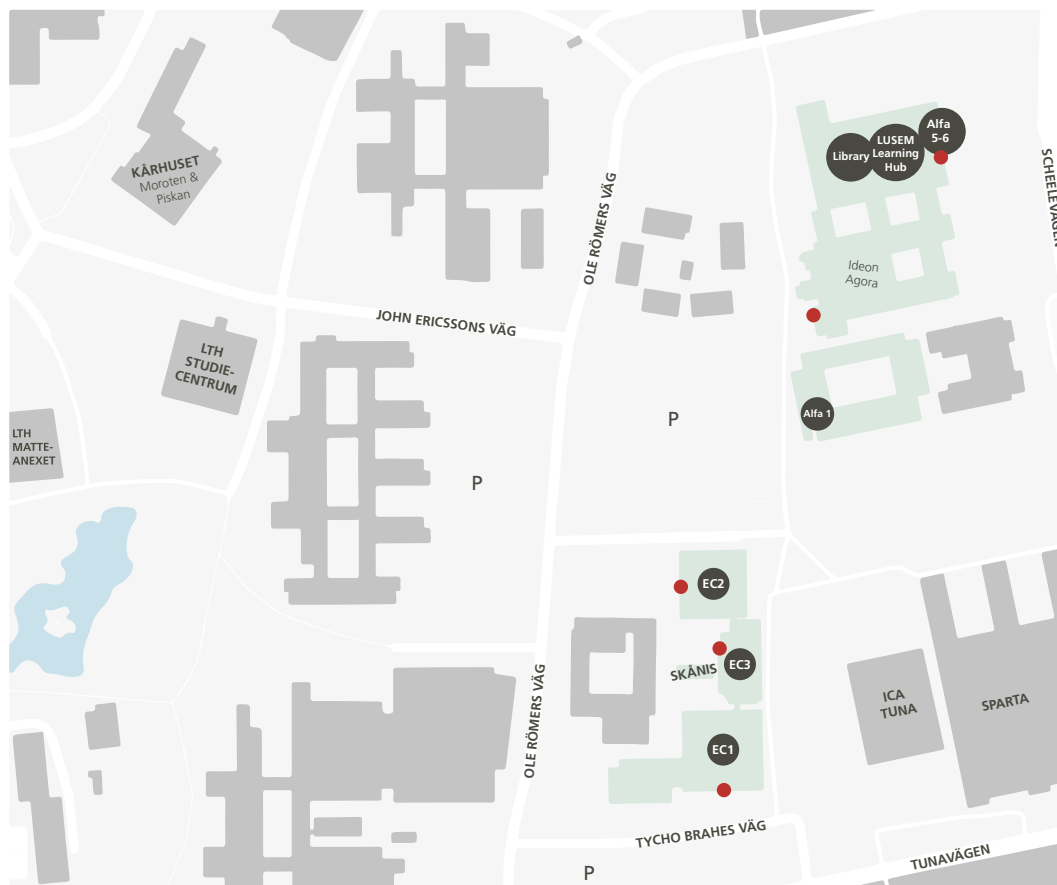 Alfa
5-6
LUSEM
Learning
Hub
Library
KÅRHUSET
Moroten &
Piskan
SCHEELEVÄGEN
OLE RÖMERS VÄG
Ideon
Agora
JOHN ERICSSONS VÄG
LTH
STUDIE-
CENTRUM
Alfa 1
P
LTH
MATTE-
ANEXET
P
EC2
EC3
SKÅNIS
OLE RÖMERS VÄG
ICA
TUNA
SPARTA
EC1
TYCHO BRAHES VÄG
TUNAVÄGEN
P